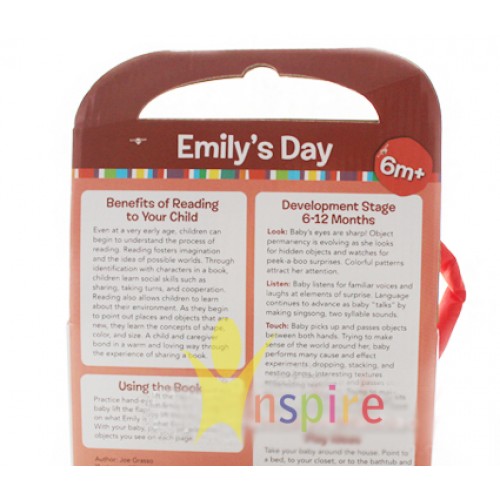 Emily's Day
6m+
Benefits of Reading
to Your Child
Even at a very early age, children can
begin to understand the process of
reading. Reading fosters imagination
and the idea of possible worlds. Through
identification with characters in a book,
children learn social skills such as
sharing, taking turns, and cooperation.
Reading also allows children to learn
about their environment. As they begin
to point out places and objects that are
new, they learn the concepts of shape,
color, and size. A child and caregiver
bond in a warm and loving way through
the experience of sharing a book.
Using the Book
Practice hand-
baby lift the
may
With your baby,
objects you see on each page.
Author: Joe Grasso
Development Stage
6-12 Months
Look: Baby's eyes are sharp! Object
permanency is evolving as she looks
for hidden objects and watches for
peek-a-boo surprises. Colorful patterns
attract her attention.
Listen: Baby listens for familiar voices and
laughs at elements of surprise. Language
continues to advance as baby "talks" by
making singsong, two syllable sounds.
Touch: Baby picks up and passes objects
between both hands. Trying to make
sense of the world around her, baby
performs many cause and effect
experiments: dropping, stacking, and
nesting items, interesting textures
nspire
Play Ideas
Take your baby around the house. Point to
a bed, to your closet, or to the bathtub and